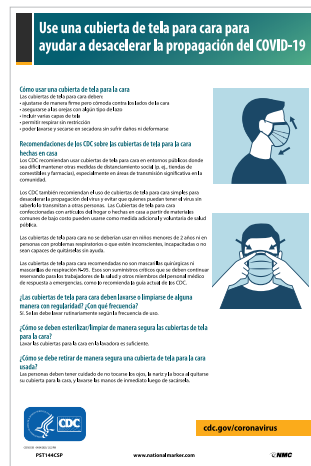 Use una cubierta de tela para cara para
ayudar a desacelerar la propagación del COVID-19
Cómo usar una cubierta de tela para la cara
Las cubiertas de tela para cara deben:
• ajustarse de manera firme pero cómoda contra los lados de la cara
• asegurarse a las orejas con algún tipo de lazo
• incluir varias capas de tela
• permitir respirar sin restricción
• poder lavarse y secarse en secadora sin sufrir daños ni deformarse
Recomendaciones de los CDC sobre las cubiertas de tela para la cara
hechas en casa
Los CDC recomiendan usar cubiertas de tela para cara en entornos públicos donde
sea difícil mantener otras medidas de distanciamiento social (p. ej., tiendas de
comestibles y farmacias), especialmente en áreas de transmisión significativa en la
comunidad.
Los CDC también recomiendan el uso de cubiertas de tela para cara simples para
desacelerar la propagación del virus y evitar que quienes puedan tener el virus sin
saberlo lo transmitan a otras personas. Las Cubiertas de tela para cara
confeccionadas con artículos del hogar o hechas en casa a partir de materiales
comunes de bajo costo pueden usarse como medida adicional y voluntaria de salud
pública.
Las cubiertas de tela para cara no se deberían usar en niños menores de 2 años ni en
personas con problemas respiratorios o que estén inconscientes, incapacitadas o no
sean capaces de quitárselas sin ayuda.
Las cubiertas de tela para cara recomendadas no son mascarillas quirúrgicas ni
mascarillas de respiración N-95. Esos son suministros críticos que se deben continuar
reservando para los trabajadores de la salud y otros miembros del personal médico
de respuesta a emergencias, como lo recomienda la guía actual de los CDC.
¿Las cubiertas de tela para cara deben lavarse o limpiarse de alguna
manera con regularidad? ¿Con qué frecuencia?
Sí. Se las debe lavar rutinariamente según la frecuencia de uso.
¿Cómo se deben esterilizar/limpiar de manera segura las cubiertas de tela
para la cara?
Lavar las cubiertas para la cara en la lavadora es suficiente.
¿Cómo se debe retirar de manera segura una cubierta de tela para la cara
usada?
Las personas deben tener cuidado de no tocarse los ojos, la nariz y la boca al quitarse
su cubierta para la cara, y lavarse las manos de inmediato luego de sacársela.
CDC
cdc.gov/coronavirus
PST144CSP
www.nationalmarker.com
NMC